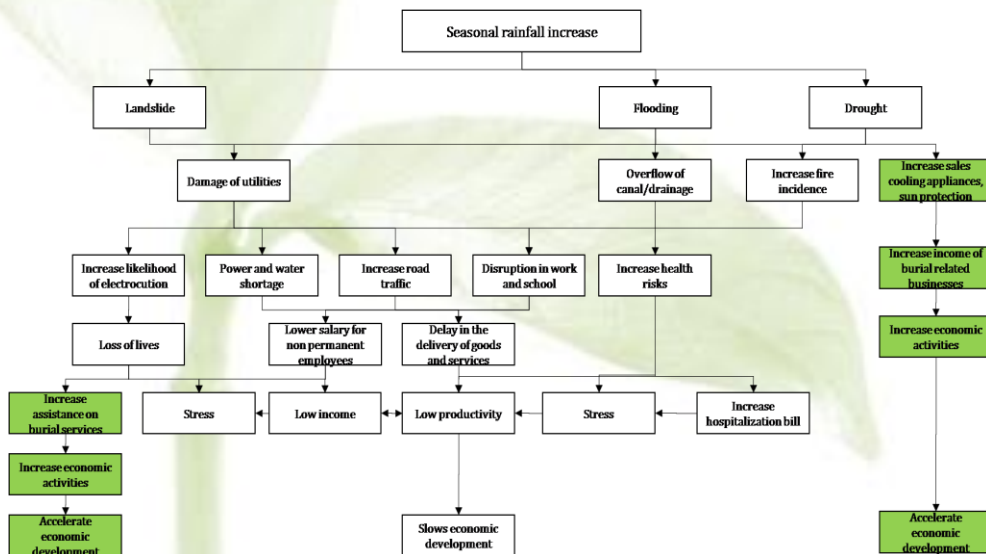 Seasonal rainfall increase
Landslide
Flooding
Drought
Damage of utilities
Overflow of
canal/drainage
Increase fire
incidence
Increase sales
cooling appliances,
sun protection
Increase likelihood
of electrocution
Power and water
shortage
Increase road
traffic
Disruption in work
and school
Increase health
risks
Increase income of
burial related
businesses
Loss of lives
Lower salary for
non permanent
employees
Delay in the
delivery of goods
and services
Increase economic
activities
Increase
assistance on
burial services
Stress
Low income
Low productivity
Stress
Increase
hospitalization bill
Increase economic
activities
Accelerate
economic
development
Slows economic
development
Accelerate
economic
development